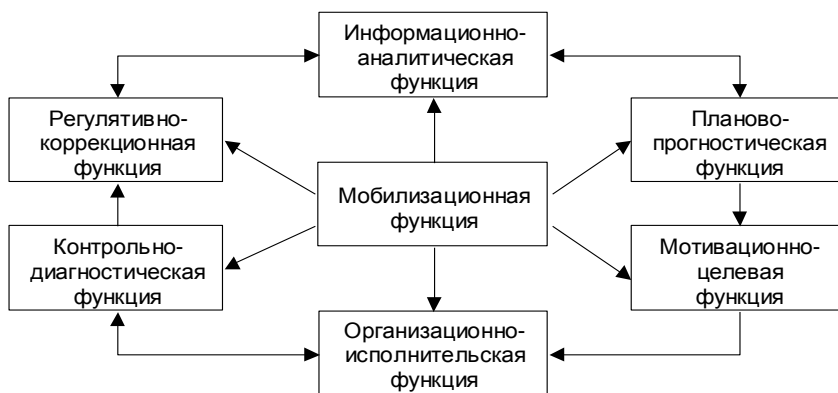 Информационно-
аналитическая
функция
Регулятивно-
коррекционная
функция
Планово-
прогностическая
функция
Мобилизационная
функция
Контрольно-
диагностическая
функция
Мотивационно-
целевая
функция
Организационно-
исполнительская
функция